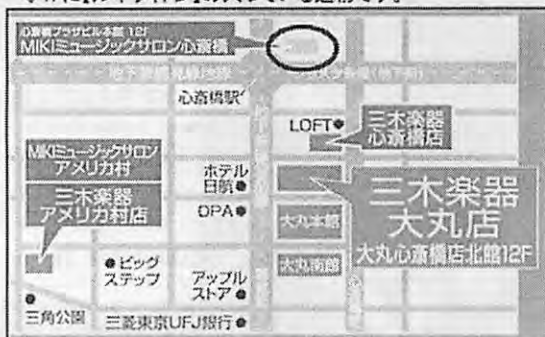 心斎橋プラザビル本館 12F
MIKIミュージックサロン心斎橋
心斎橋駅
LOFT
三木楽器
心斎橋店
MIKIミュージックサロン
アメリカ村
三木楽器
アメリカ村店
ホテル
日航
OPA
大丸本館
三木楽器
大丸店
大丸心斎橋店北館12F
ビッグ
ステップ
アップル
ストア
大丸南館
三角公園
三菱東京UFJ銀行